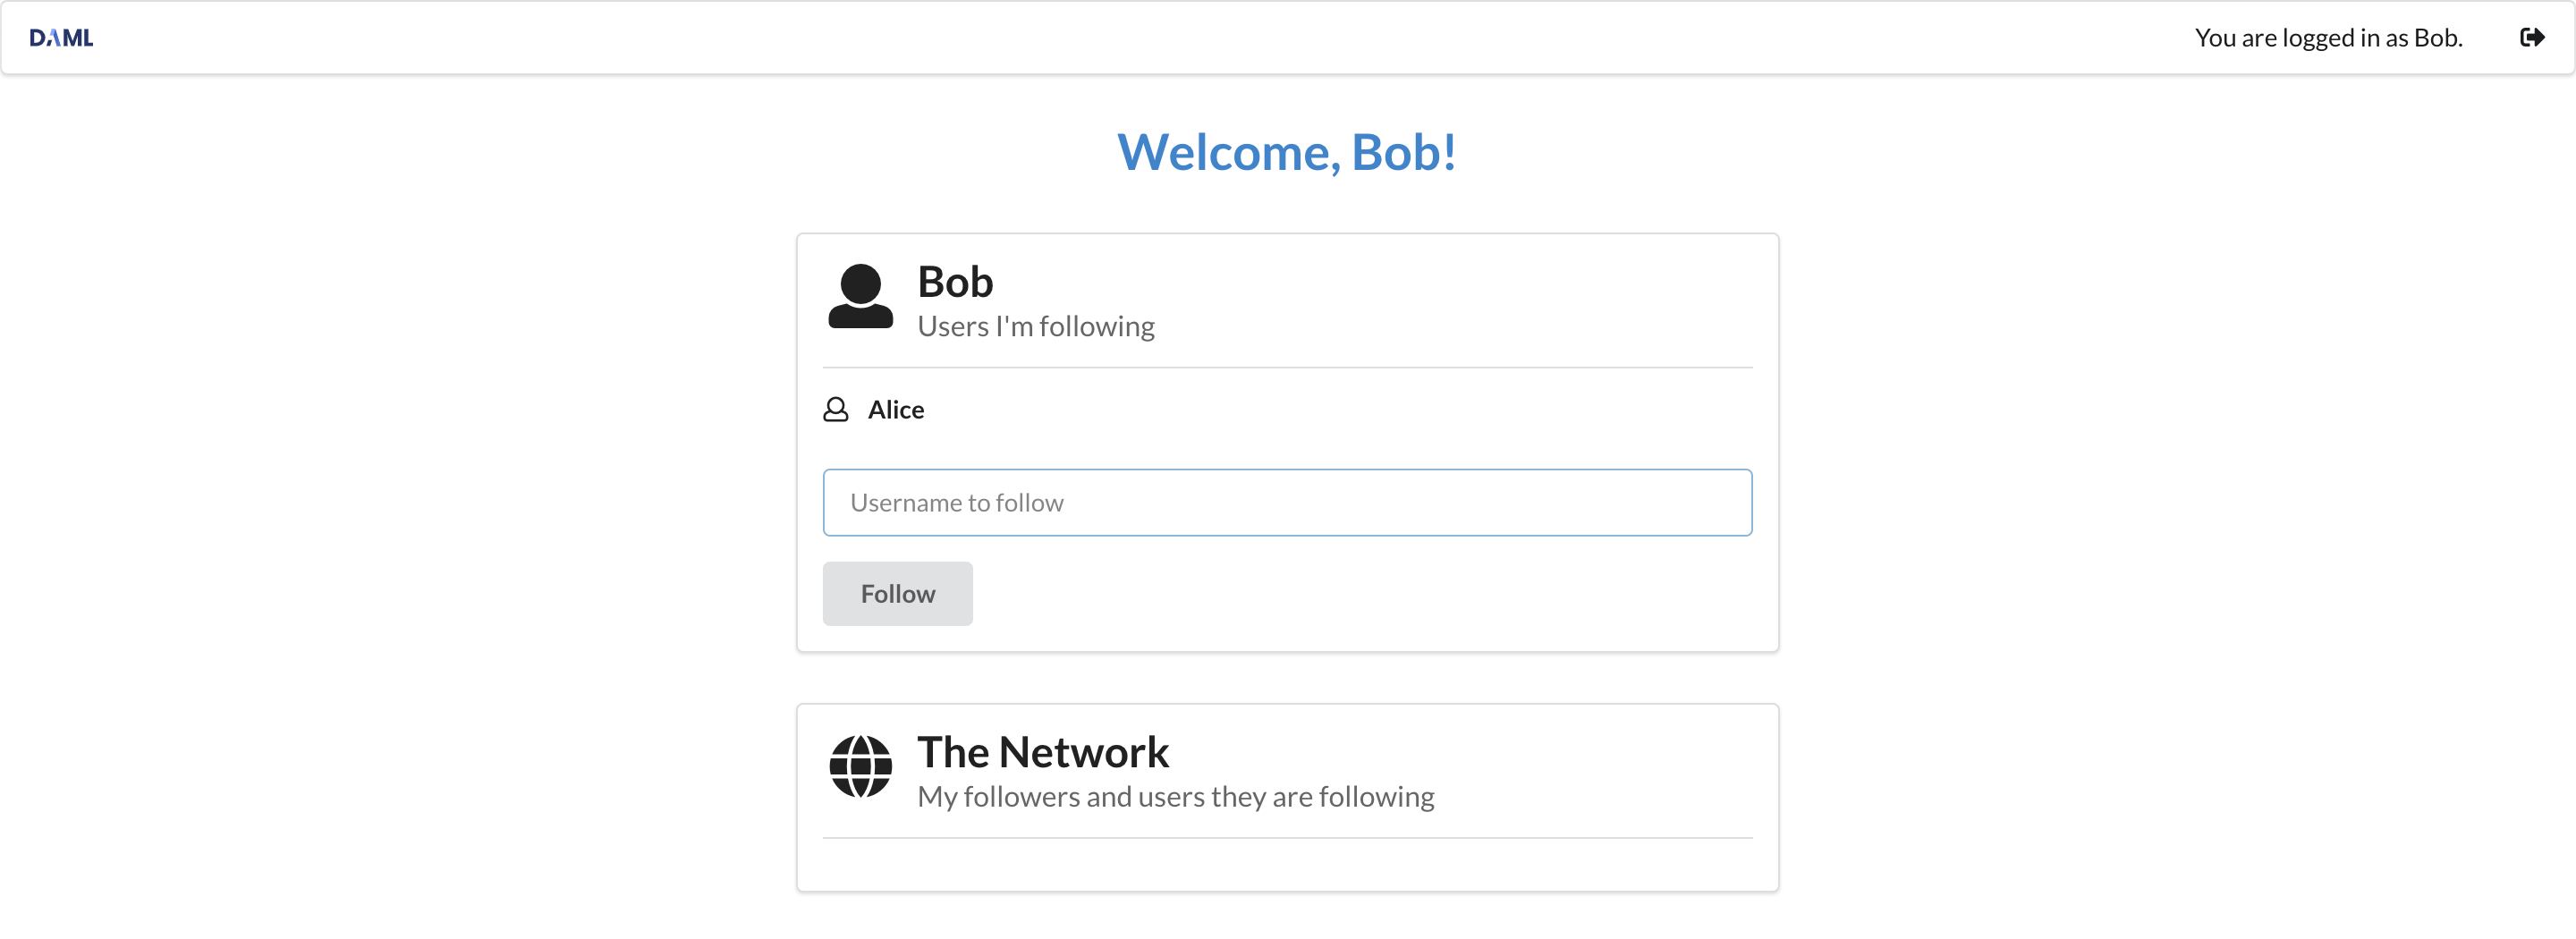 DAML
You are logged in as Bob.
Welcome, Bob!
Bob
Users I'm following
Alice
Username to follow
Follow
The Network
My followers and users they are following